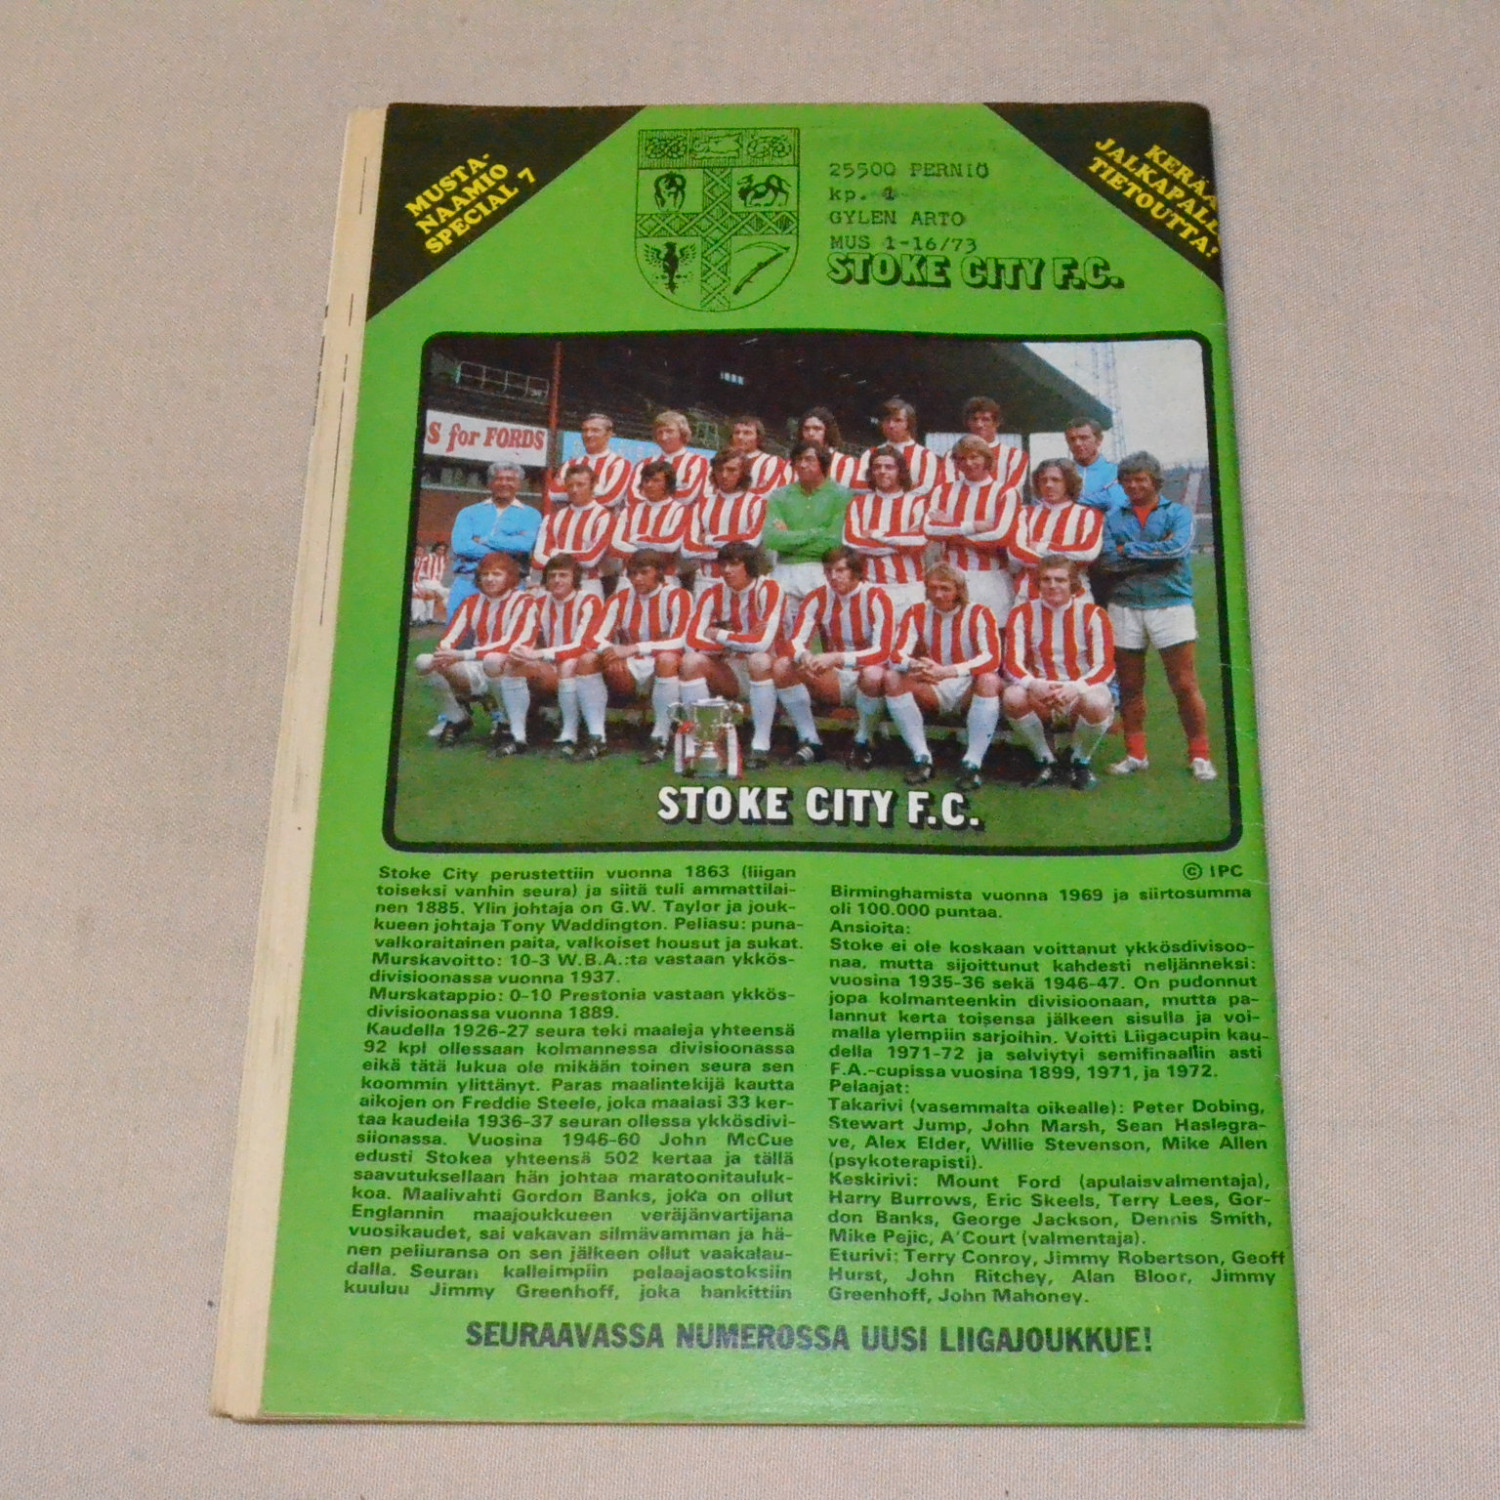 MUSTA-
NAAMIO
SPECIAL 7
25500 PERNIÖ
kp. 1
GYLEN ARTO
MUS 1-16/73
STOKE CITY F.C.
KERÄÄ
JALKAPALLO
TIETOUTTA!
S for FORDS
STOKE CITY F.C.
© IPC
Stoke City perustettiin vuonna 1863 (liigan
toiseksi vanhin seura) ja siitä tuli ammattilai-
nen 1885. Ylin johtaja on G.W. Taylor ja jouk-
kueen johtaja Tony Waddington. Peliasu: puna-
valkoraitainen paita, valkoiset housut ja sukat.
Murskavoitto: 10-3 W.B.A.:ta vastaan ykkös-
divisioonassa vuonna 1937.
Murskatappio: 0-10 Prestonia vastaan ykkös-
divisioonassa vuonna 1889.
Kaudella 1926-27 seura teki maaleja yhteensä
92 kpl ollessaan kolmannessa divisioonassa
eikä tätä lukua ole mikään toinen seura sen
koommin ylittänyt. Paras maalintekijä kautta
aikojen on Freddie Steele, joka maalasi 33 ker-
taa kaudella 1936-37 seuran ollessa ykkösdivi-
siionassa. Vuosina 1946-60 John McCue
edusti Stokea yhteensä 502 kertaa ja tällä
saavutuksellaan hän johtaa maratoonitauluk-
koa. Maalivahti Gordon Banks, joka on ollut
Englannin maajoukkueen veräjänvartijana
vuosikaudet, sai vakavan silmävamman ja hä-
nen peliuransa on sen jälkeen ollut vaakalau-
dalla. Seuran kalleimpiin pelaajaostoksiin
kuuluu Jimmy Greenhoff, joka hankittiin
Birminghamista vuonna 1969 ja siirtosumma
oli 100.000 puntaa.
Ansioita:
Stoke ei ole koskaan voittanut ykkösdivisoo-
naa, mutta sijoittunut kahdesti neljänneksi:
vuosina 1935-36 sekä 1946-47. On pudonnut
jopa kolmanteenkin divisioonaan, mutta pa-
lannut kerta toisensa jälkeen sisulla ja voi-
malla ylempiin sarjoihin. Voitti Liigacupin kau-
della 1971-72 ja selviytyi semifinaaliin asti
F.A.-cupissa vuosina 1899, 1971, ja 1972.
Pelaajat:
Takarivi (vasemmalta oikealle): Peter Dobing,
Stewart Jump, John Marsh, Sean Haslegra-
ve, Alex Elder, Willie Stevenson, Mike Allen
(psykoterapisti).
Keskirivi: Mount Ford (apulaisvalmentaja),
Harry Burrows, Eric Skeels, Terry Lees, Gor-
don Banks, George Jackson, Dennis Smith,
Mike Pejic, A'Court (valmentaja).
Eturivi: Terry Conroy, Jimmy Robertson, Geoff
Hurst, John Ritchey, Alan Bloor, Jimmy
Greenhoff, John Mahoney.
SEURAAVASSA NUMEROSSA UUSI LIIGAJOUKKUE!